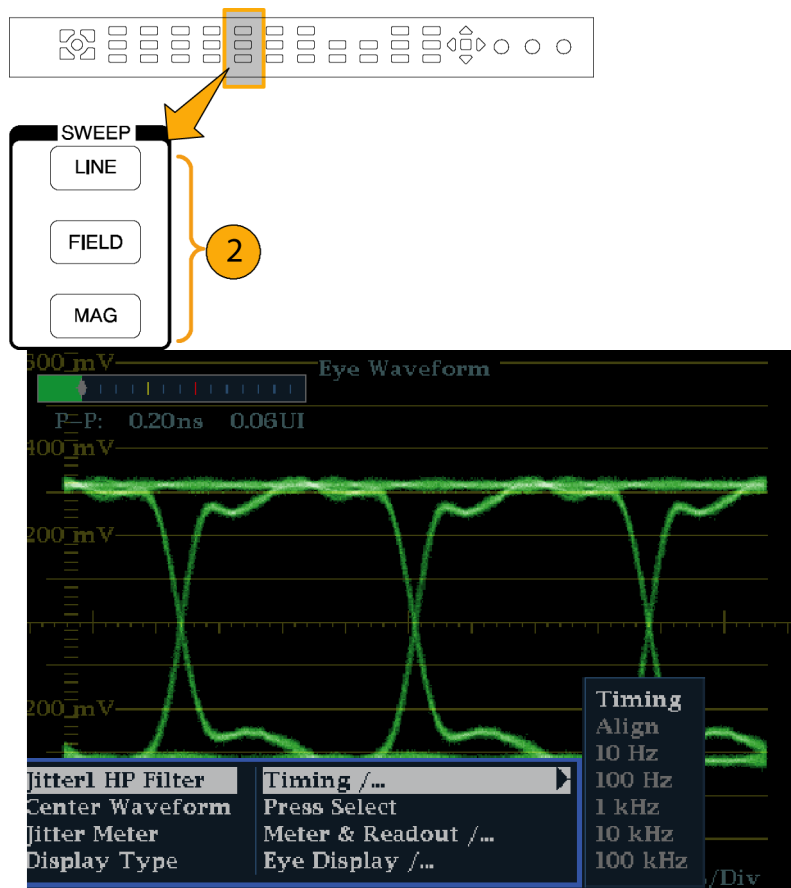 SWEEP
LINE
FIELD
MAG
2
600 mV
Eye Waveform
P-P: 0.20ns 0.06UI
400 mV
200 mV
200 mV
Jitter1 HP Filter Timing /...
Center Waveform Press Select
Jitter Meter Meter & Readout /...
Display Type Eye Display /...
Timing
Align
10 Hz
100 Hz
1 kHz
10 kHz
100 kHz
/Div